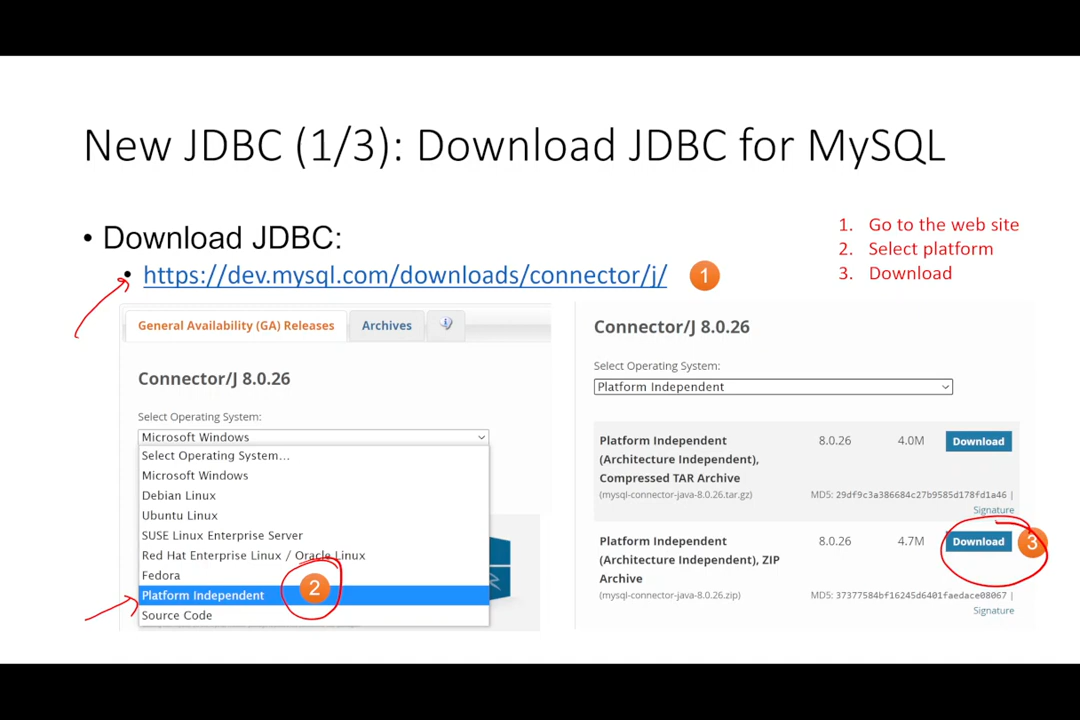 New JDBC (1/3): Download JDBC for MySQL
• Download JDBC:
• https://dev.mysql.com/downloads/connector/j/
1
1. Go to the web site
2. Select platform
3. Download
General Availability (GA) Releases
Archives
Connector/J 8.0.26
Select Operating System:
Microsoft Windows
Select Operating System…
Microsoft Windows
Debian Linux
Ubuntu Linux
SUSE Linux Enterprise Server
Red Hat Enterprise Linux / Oracle Linux
Fedora
Platform Independent
2
Source Code
Connector/J 8.0.26
Select Operating System:
Platform Independent
Platform Independent
(Architecture Independent),
Compressed TAR Archive
8.0.26
4.0M
Download
(mysql-connector-java-8.0.26.tar.gz)
MD5: 29df9c3a386684c27b9585d178fd1a46 |
Signature
Platform Independent
(Architecture Independent), ZIP
Archive
8.0.26
4.7M
Download
3
(mysql-connector-java-8.0.26.zip)
MD5: 37377584bf16245d6401faedace08067 |
Signature